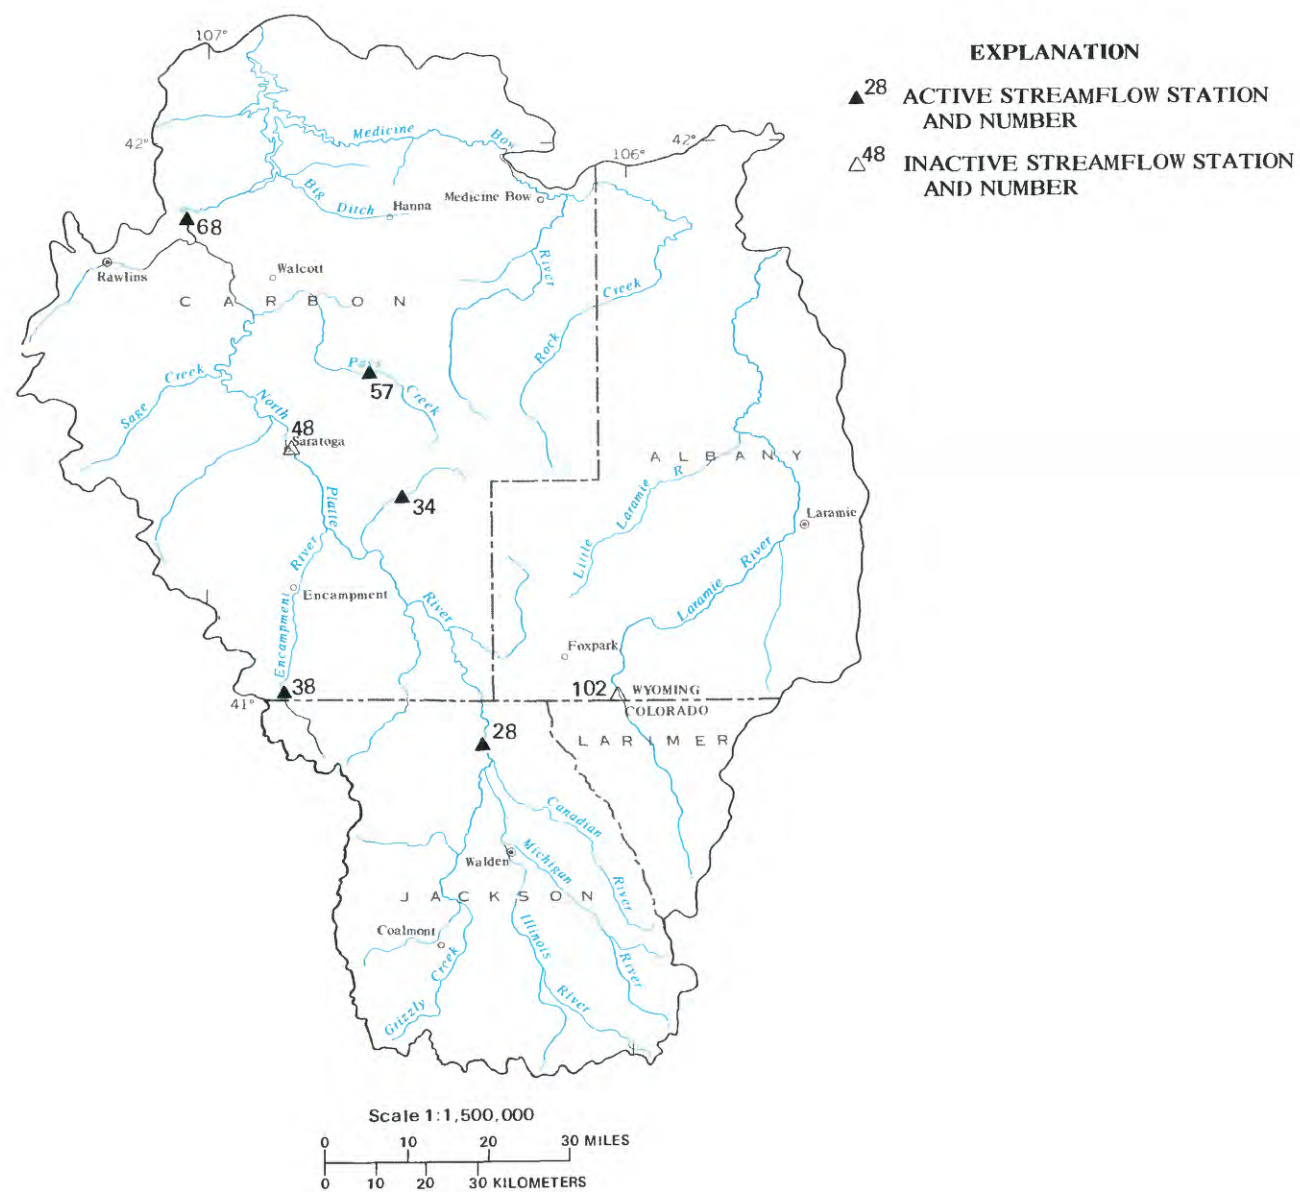 EXPLANATION
28 ACTIVE STREAMFLOW STATION
AND NUMBER
48 INACTIVE STREAMFLOW STATION
AND NUMBER
107°
42°
Medicine
Bow
106°
42°
Big
Ditch
Hanna
Medicine Bow
68
Rawlins
Walcott
River
Creek
CARBON
Rock
Pass
Creek
57
Sage
Creek
North
48
Saratoga
ALBANY
Platte
34
Little
Laramie
R
Laramie
River
Encampment
Encampment
River
River
Laramie
River
Foxpark
38
102
WYOMING
41°
COLORADO
28
LARIMER
Canadian
River
Walden
Michigan
River
JACKSON
Coalmont
Illinois
River
Grizzly
Creek
Scale 1:1,500,000
0 10 20 30 MILES
0 10 20 30 KILOMETERS